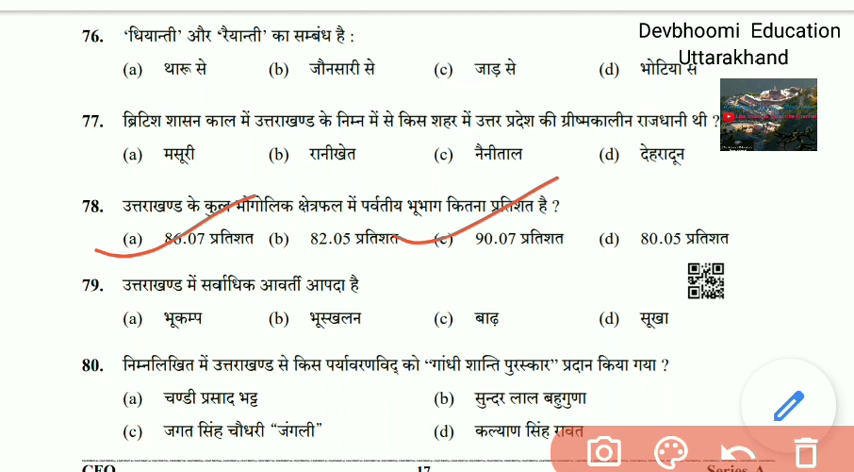 Devbhoomi Education
Uttarakhand
76. ‘धियान्ती’ और ‘रैयान्ती’ का सम्बंध है :
(a) थारू से (b) जौनसारी से (c) जाड़ से (d) भोटिया से
77. ब्रिटिश शासन काल में उत्तराखण्ड के निम्न में से किस शहर में उत्तर प्रदेश की ग्रीष्मकालीन राजधानी थी ?
(a) मसूरी (b) रानीखेत (c) नैनीताल (d) देहरादून
78. उत्तराखण्ड के कुल भौगोलिक क्षेत्रफल में पर्वतीय भूभाग कितना प्रतिशत है ?
(a) 86.07 प्रतिशत (b) 82.05 प्रतिशत (c) 90.07 प्रतिशत (d) 80.05 प्रतिशत
79. उत्तराखण्ड में सर्वाधिक आवर्ती आपदा है
(a) भूकम्प (b) भूस्खलन (c) बाढ़ (d) सूखा
80. निम्नलिखित में उत्तराखण्ड से किस पर्यावरणविद् को “गांधी शान्ति पुरस्कार” प्रदान किया गया ?
(a) चण्डी प्रसाद भट्ट (b) सुन्दर लाल बहुगुणा
(c) जगत सिंह चौधरी “जंगली” (d) कल्याण सिंह रावत
CEO 17 Series A